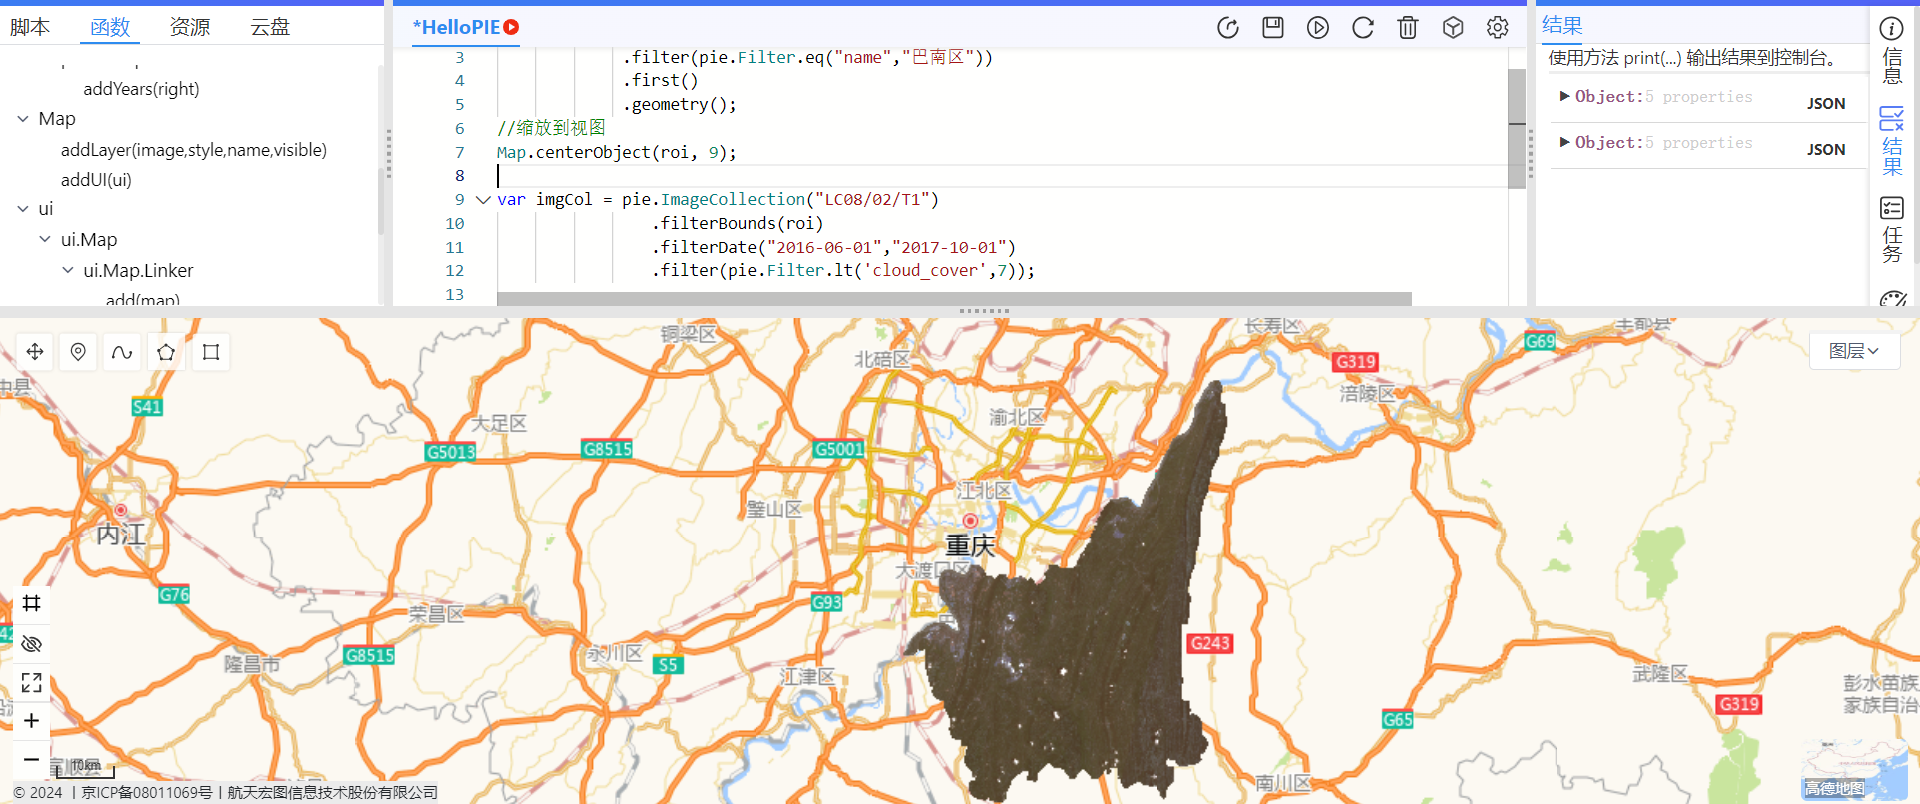 脚本
函数
资源
云盘
addYears(right)
Map
addLayer(image,style,name,visible)
addUI(ui)
ui
ui.Map
ui.Map.Linker
add(map)
*HelloPIE
3 .filter(pie.Filter.eq("name","巴南区"))
4 .first()
5 .geometry();
6 //缩放到视图
7 Map.centerObject(roi, 9);
8
9 var imgCol = pie.ImageCollection("LC08/02/T1")
10 .filterBounds(roi)
11 .filterDate("2016-06-01","2017-10-01")
12 .filter(pie.Filter.lt('cloud_cover',7));
13
结果
使用方法 print(...) 输出结果到控制台。
Object:5 properties
JSON
Object:5 properties
JSON
信息
结果
任务
图层
铜梁区
长寿区
丰都县
G69
北碚区
G319
涪陵区
S41
大足区
渝北区
G5013
G8515
G5001
江北区
璧山区
内江
重庆
大渡口区
G76
G93
荣昌区
G243
永川区
G8515
S5
隆昌市
江津区
武隆区
彭水苗族
家族自治
G319
G65
富顺县
10km
南川区
高德地图
© 2024 | 京ICP备08011069号 | 航天宏图信息技术股份有限公司